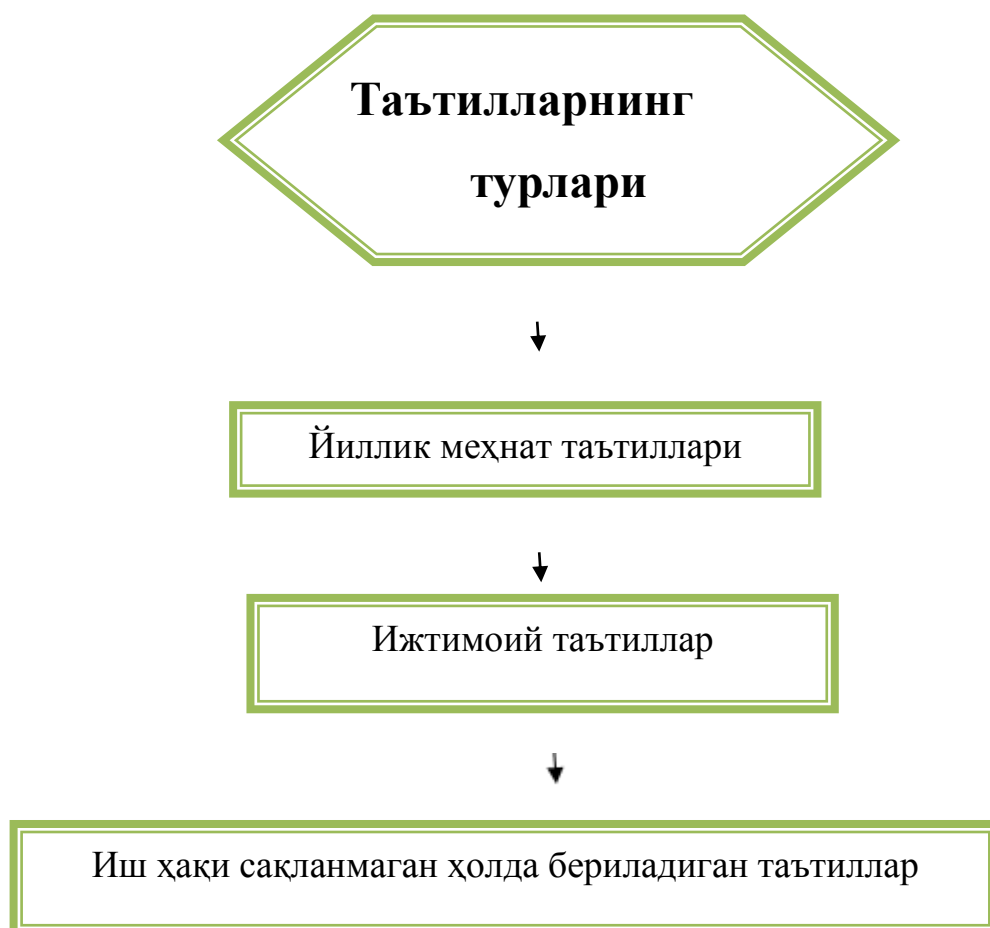 Таътилларнинг
турлари
Йиллик меҳнат таътиллари
Ижтимоий таътиллар
Иш ҳақи сақланмаган ҳолда бериладиган таътиллар